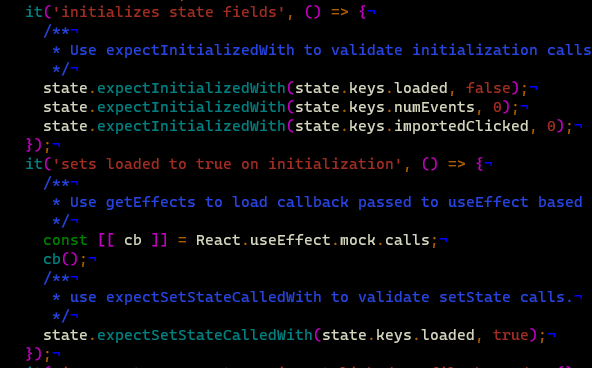 it('initializes state fields', () => {¬
/**¬
* Use expectInitializedWith to validate initialization calls
*/¬
state.expectInitializedWith(state.keys.loaded, false);¬
state.expectInitializedWith(state.keys.numEvents, 0);¬
state.expectInitializedWith(state.keys.importedClicked, 0);¬
});¬
it('sets loaded to true on initialization', () => {¬
/**¬
* Use getEffects to load callback passed to useEffect based
*/¬
const [[ cb ]] = React.useEffect.mock.calls;¬
cb();¬
/**¬
* use expectSetStateCalledWith to validate setState calls.¬
*/¬
state.expectSetStateCalledWith(state.keys.loaded, true);¬
});¬